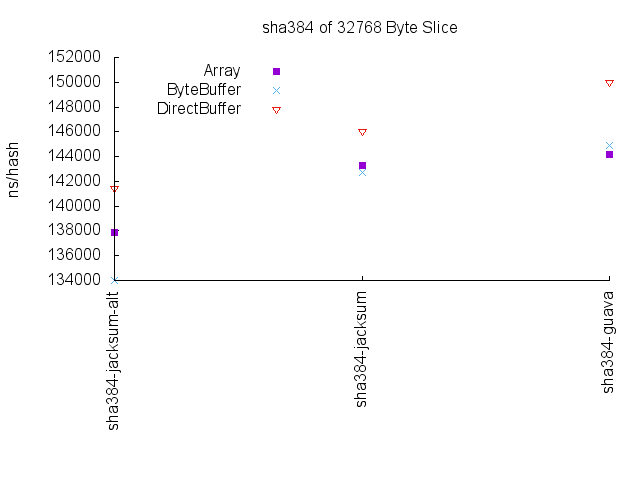 sha384 of 32768 Byte Slice
152000
150000
148000
146000
144000
142000
140000
138000
136000
134000
ns/hash
Array
ByteBuffer
DirectBuffer
sha384-jacksum-alt
sha384-jacksum
sha384-guava